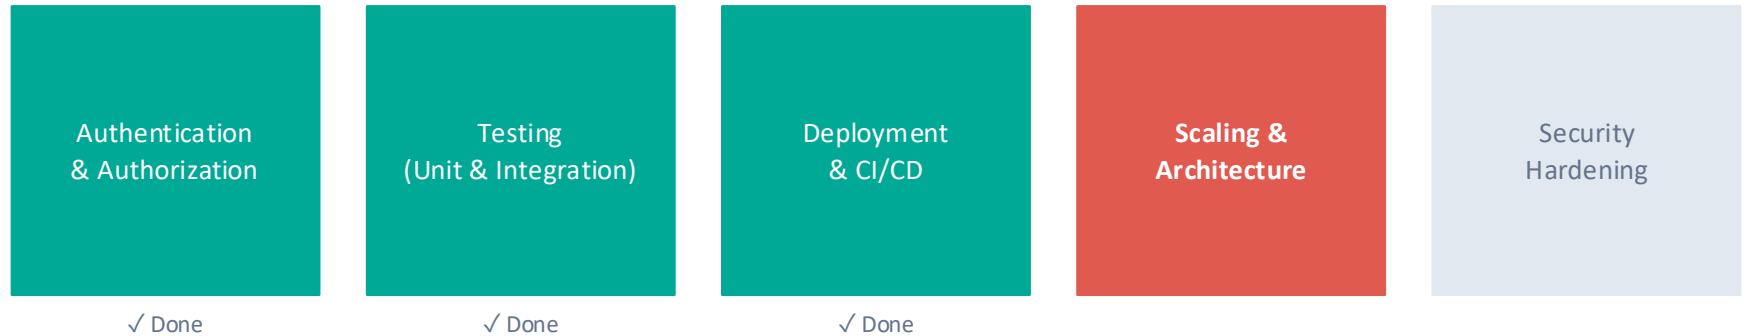 Authentication
& Authorization
Testing
(Unit & Integration)
Deployment
& CI/CD
Scaling &
Architecture
Security
Hardening
✓ Done
✓ Done
✓ Done